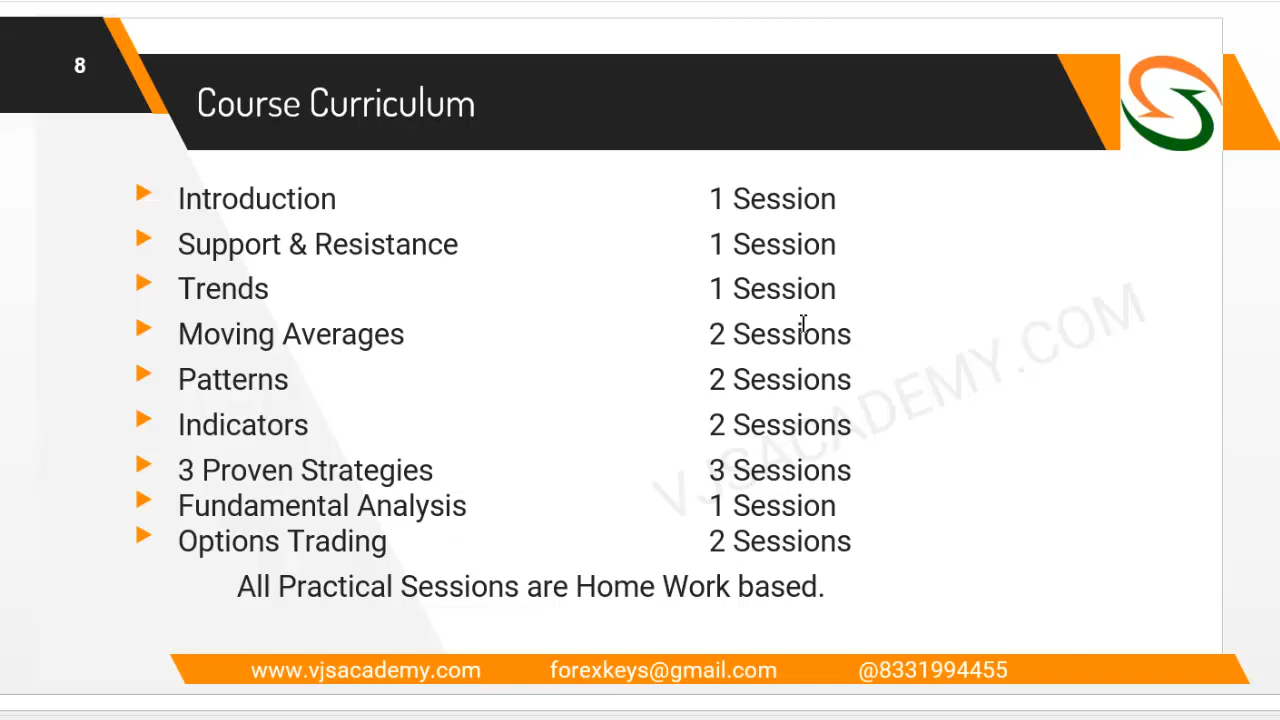 8
Course Curriculum
Introduction 1 Session
Support & Resistance 1 Session
Trends 1 Session
Moving Averages 2 Sessions
Patterns 2 Sessions
Indicators 2 Sessions
3 Proven Strategies 3 Sessions
Fundamental Analysis 1 Session
Options Trading 2 Sessions
All Practical Sessions are Home Work based.
VJSACADEMY.COM
www.vjsacademy.com forexkeys@gmail.com @8331994455